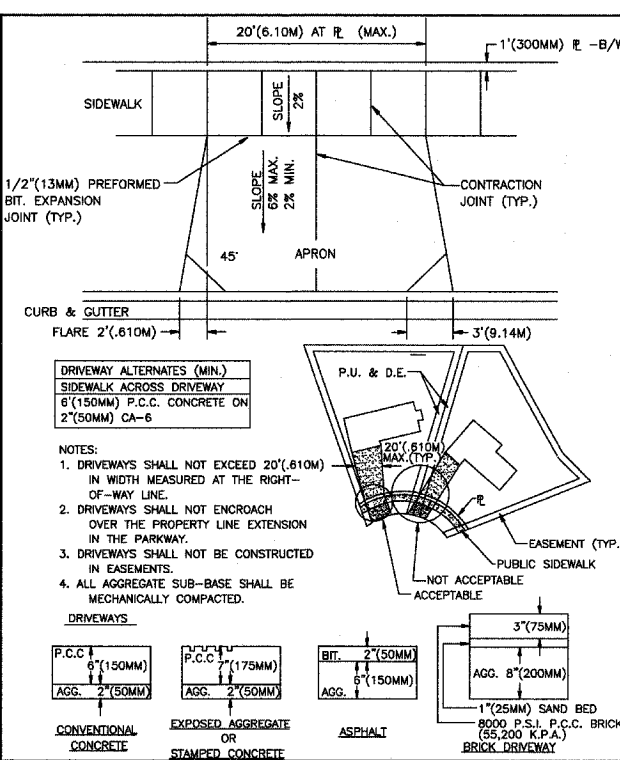 20'(6.10M) AT ℙL (MAX.)
1'(300MM) ℙL -B/W
SIDEWALK
SLOPE
2%
1/2"(13MM) PREFORMED
BIT. EXPANSION
JOINT (TYP.)
SLOPE
6% MAX.
2% MIN.
CONTRACTION
JOINT (TYP.)
45°
APRON
CURB & GUTTER
FLARE 2'(.610M)
3'(9.14M)
DRIVEWAY ALTERNATES (MIN.)
SIDEWALK ACROSS DRIVEWAY
6'(150MM) P.C.C. CONCRETE ON
2"(50MM) CA-6
P.U. & D.E.
20'(.610M)
MAX.(TYP.)
ℙL
EASEMENT (TYP.
PUBLIC SIDEWALK
NOT ACCEPTABLE
ACCEPTABLE
NOTES:
1. DRIVEWAYS SHALL NOT EXCEED 20'(.610M)
IN WIDTH MEASURED AT THE RIGHT-
OF-WAY LINE.
2. DRIVEWAYS SHALL NOT ENCROACH
OVER THE PROPERTY LINE EXTENSION
IN THE PARKWAY.
3. DRIVEWAYS SHALL NOT BE CONSTRUCTED
IN EASEMENTS.
4. ALL AGGREGATE SUB-BASE SHALL BE
MECHANICALLY COMPACTED.
DRIVEWAYS
P.C.C
6"(150MM)
AGG. 2"(50MM)
CONVENTIONAL
CONCRETE
P.C.C 7"(175MM)
AGG. 2"(50MM)
EXPOSED AGGREGATE
OR
STAMPED CONCRETE
BIT. 2"(50MM)
6"(150MM)
AGG.
ASPHALT
3"(75MM)
AGG. 8"(200MM)
1"(25MM) SAND BED
8000 P.S.I. P.C.C. BRICK
(55,200 K.P.A.)
BRICK DRIVEWAY